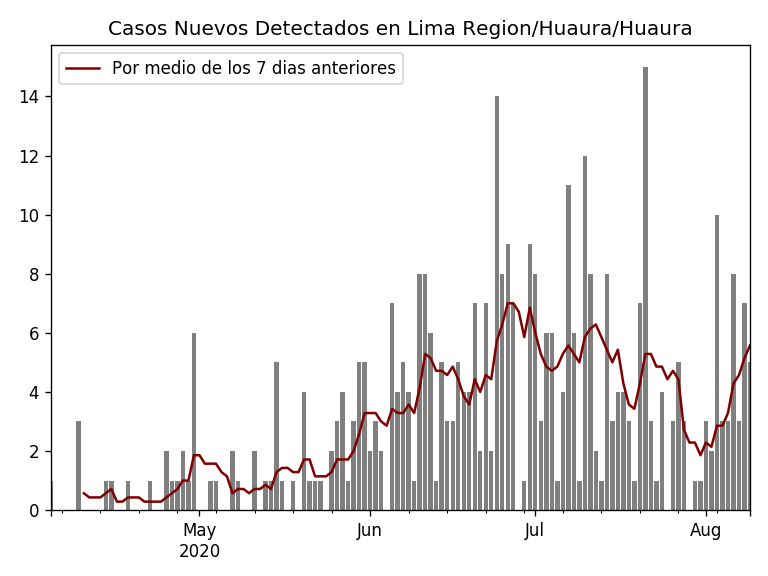 Casos Nuevos Detectados en Lima Region/Huaura/Huaura
Por medio de los 7 dias anteriores
14
12
10
8
6
4
2
0
May
2020
Jun
Jul
Aug